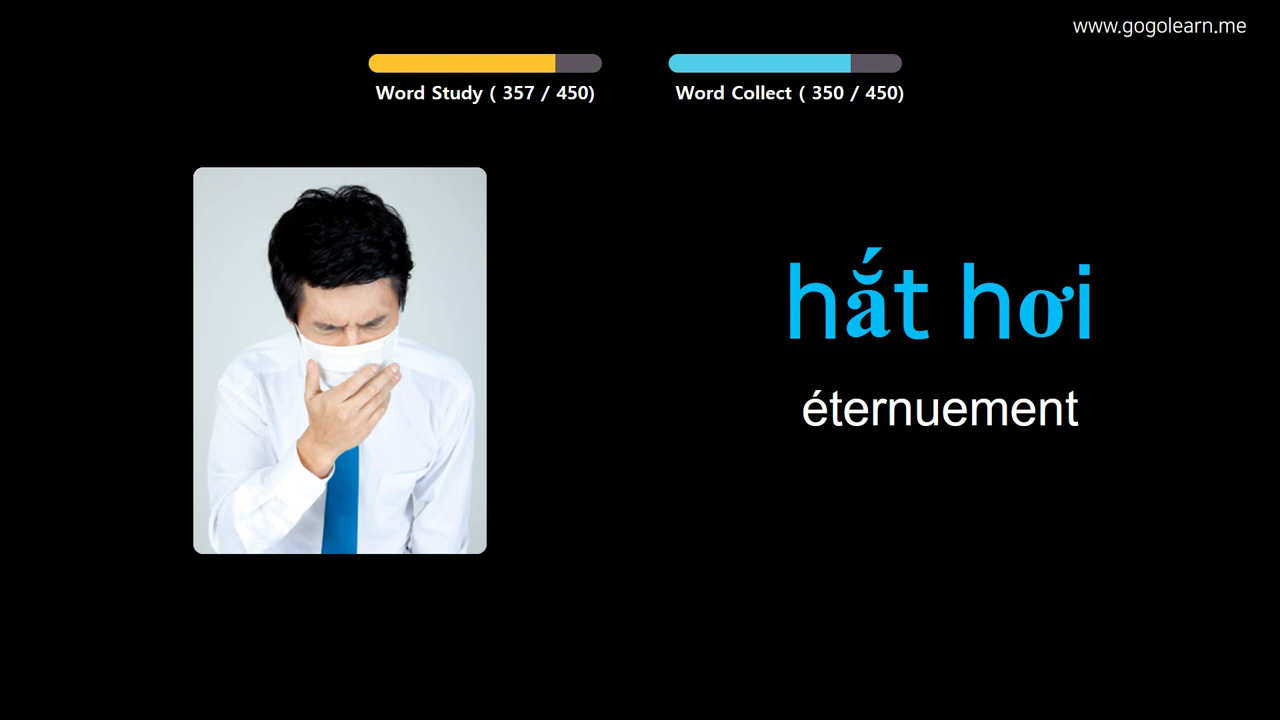 www.gogolearn.me
Word Study ( 357 / 450)
Word Collect ( 350 / 450)
hắt hơi
éternuement